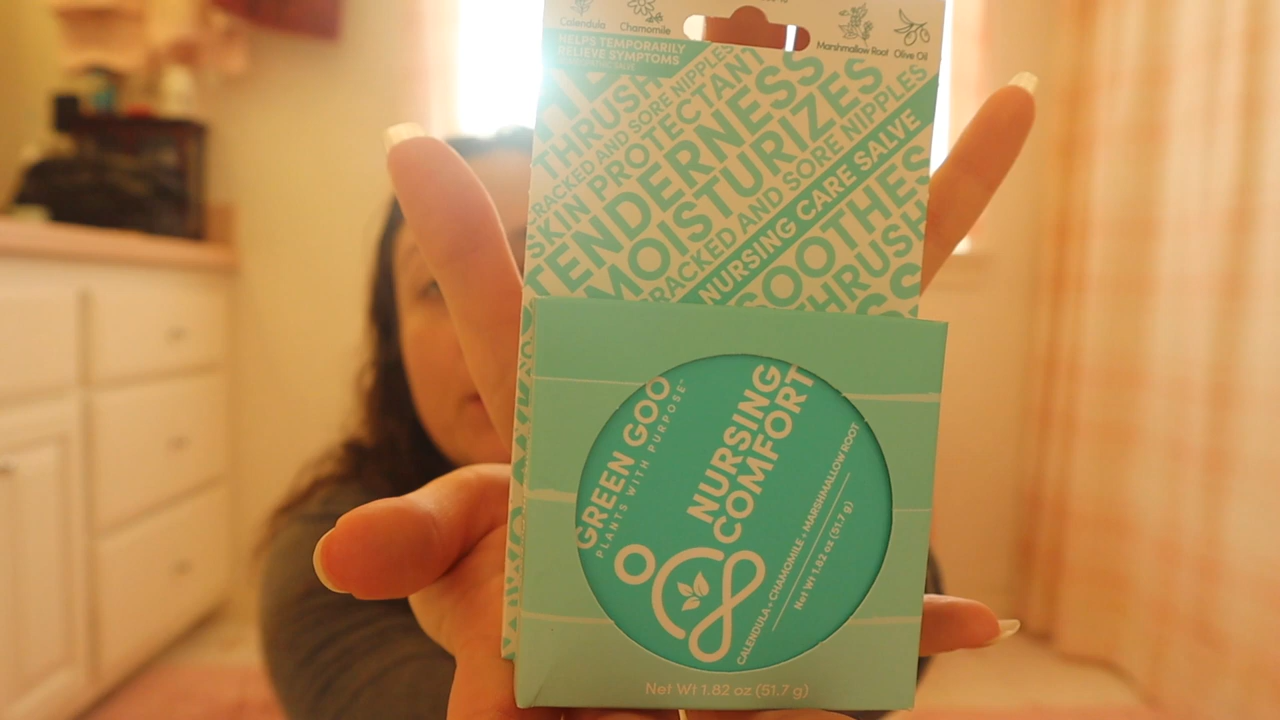 Calendula
Chamomile
Marshmallow Root
Olive Oil
HELPS TEMPORARILY
RELIEVE SYMPTOMS
THRUSH
CRACKED AND SORE NIPPLES
SKIN PROTECTANT
TENDERNESS
MOISTURIZES
CRACKED AND SORE NIPPLES
NURSING CARE SALVE
SOOTHES
THRUSH
GREEN GOO
PLANTS WITH PURPOSE™
NURSING
COMFORT
CALENDULA + CHAMOMILE + MARSHMALLOW ROOT
Net Wt 1.82 oz (51.7 g)
Net Wt 1.82 oz (51.7 g)